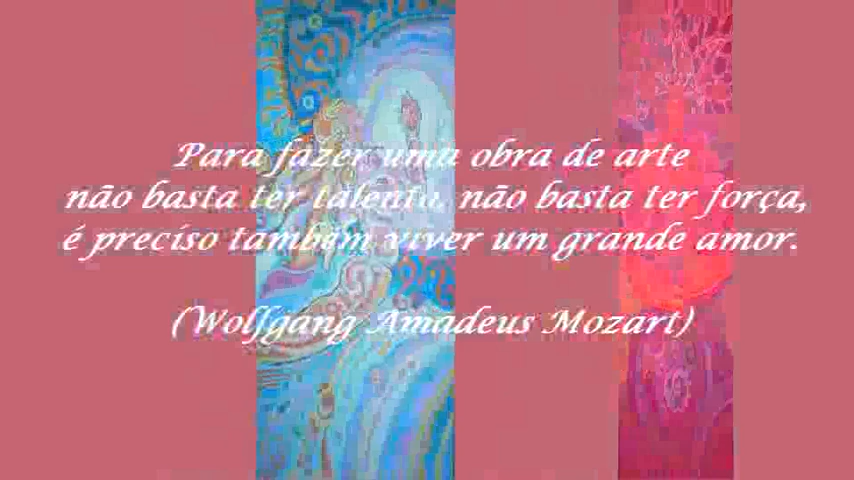 Para fazer uma obra de arte
não basta ter talento, não basta ter força,
é preciso também viver um grande amor.
(Wolfgang Amadeus Mozart)